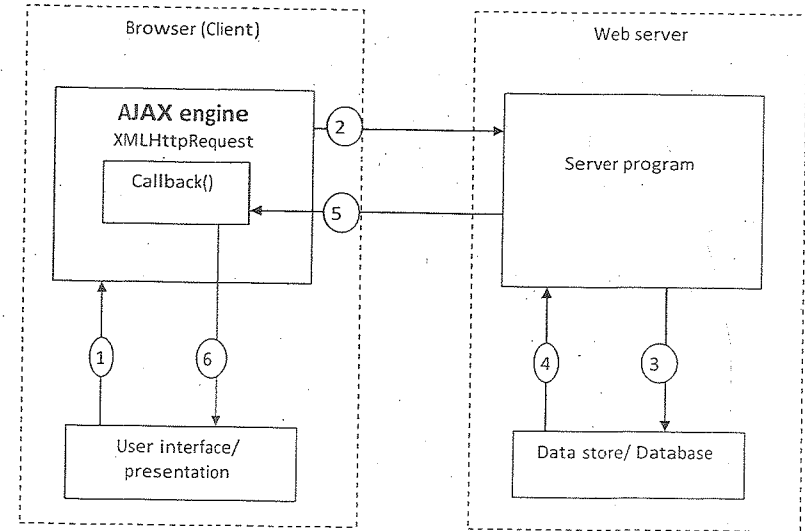 Browser (Client)
Web server
AJAX engine
XMLHttpRequest
Callback()
2
5
Server program
1
6
4
3
User interface/
presentation
Data store/ Database